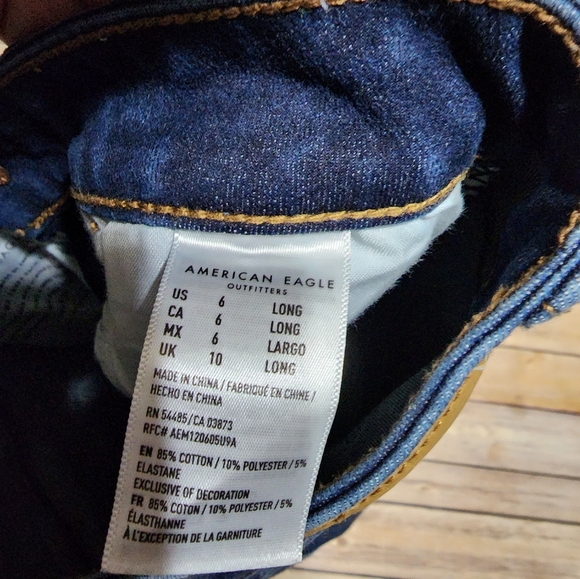 AMERICAN EAGLE
OUTFITTERS
US 6 LONG
CA 6 LONG
MX 6 LARGO
UK 10 LONG
MADE IN CHINA / FABRIQUÉ EN CHINE /
HECHO EN CHINA
RN 54485/CA 03873
RFC# AEM120605U9A
EN 85% COTTON / 10% POLYESTER / 5%
ELASTANE
EXCLUSIVE OF DECORATION
FR 85% COTON / 10% POLYESTER / 5%
ÉLASTHANNE
À L'EXCEPTION DE LA GARNITURE